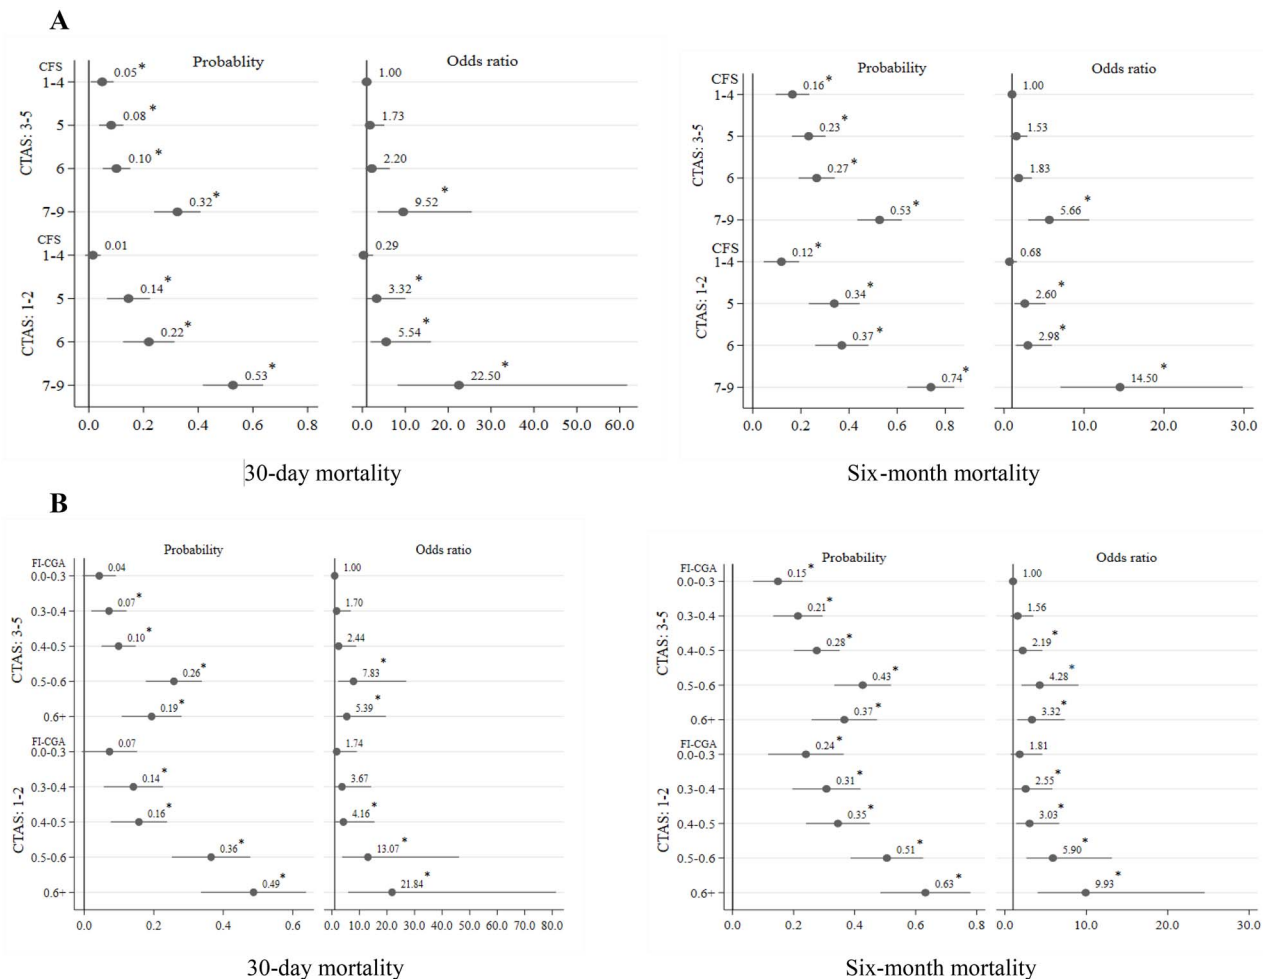 A
CFS Probablity Odds ratio
1-4 0.05* 1.00
5 0.08* 1.73
6 0.10* 2.20
7-9 0.32* 9.52*
CFS
1-4 0.01 0.29
5 0.14* 3.32*
6 0.22* 5.54*
7-9 0.53* 22.50*
CTAS: 3-5
CTAS: 1-2
0.0 0.2 0.4 0.6 0.8 0.0 10.0 20.0 30.0 40.0 50.0 60.0
30-day mortality
CFS Probability Odds ratio
1-4 0.16* 1.00
5 0.23* 1.53
6 0.27* 1.83
7-9 0.53* 5.66*
CFS
1-4 0.12* 0.68
5 0.34* 2.60*
6 0.37* 2.98*
7-9 0.74* 14.50*
CTAS: 3-5
CTAS: 1-2
0.0 0.2 0.4 0.6 0.8 0.0 10.0 20.0 30.0
Six-month mortality
B
Probability Odds ratio
FI-CGA
0.0-0.3 0.04 1.00
0.3-0.4 0.07* 1.70
0.4-0.5 0.10* 2.44
0.5-0.6 0.26* 7.83*
0.6+ 0.19* 5.39*
FI-CGA
0.0-0.3 0.07 1.74
0.3-0.4 0.14* 3.67
0.4-0.5 0.16* 4.16*
0.5-0.6 0.36* 13.07*
0.6+ 0.49* 21.84*
CTAS: 3-5
CTAS: 1-2
0.0 0.2 0.4 0.6 0.0 10.0 20.0 30.0 40.0 50.0 60.0 70.0 80.0
30-day mortality
Probability Odds ratio
FI-CGA
0.0-0.3 0.15* 1.00
0.3-0.4 0.21* 1.56
0.4-0.5 0.28* 2.19*
0.5-0.6 0.43* 4.28*
0.6+ 0.37* 3.32*
FI-CGA
0.0-0.3 0.24* 1.81
0.3-0.4 0.31* 2.55*
0.4-0.5 0.35* 3.03*
0.5-0.6 0.51* 5.90*
0.6+ 0.63* 9.93*
CTAS: 3-5
CTAS: 1-2
0.0 0.2 0.4 0.6 0.8 0.0 10.0 20.0 30.0
Six-month mortality